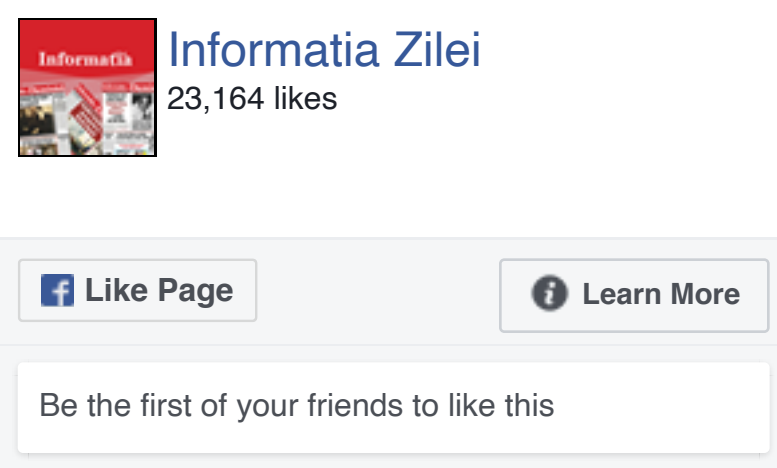 Informatia
Informatia Zilei
23,164 likes
Like Page
Learn More
Be the first of your friends to like this